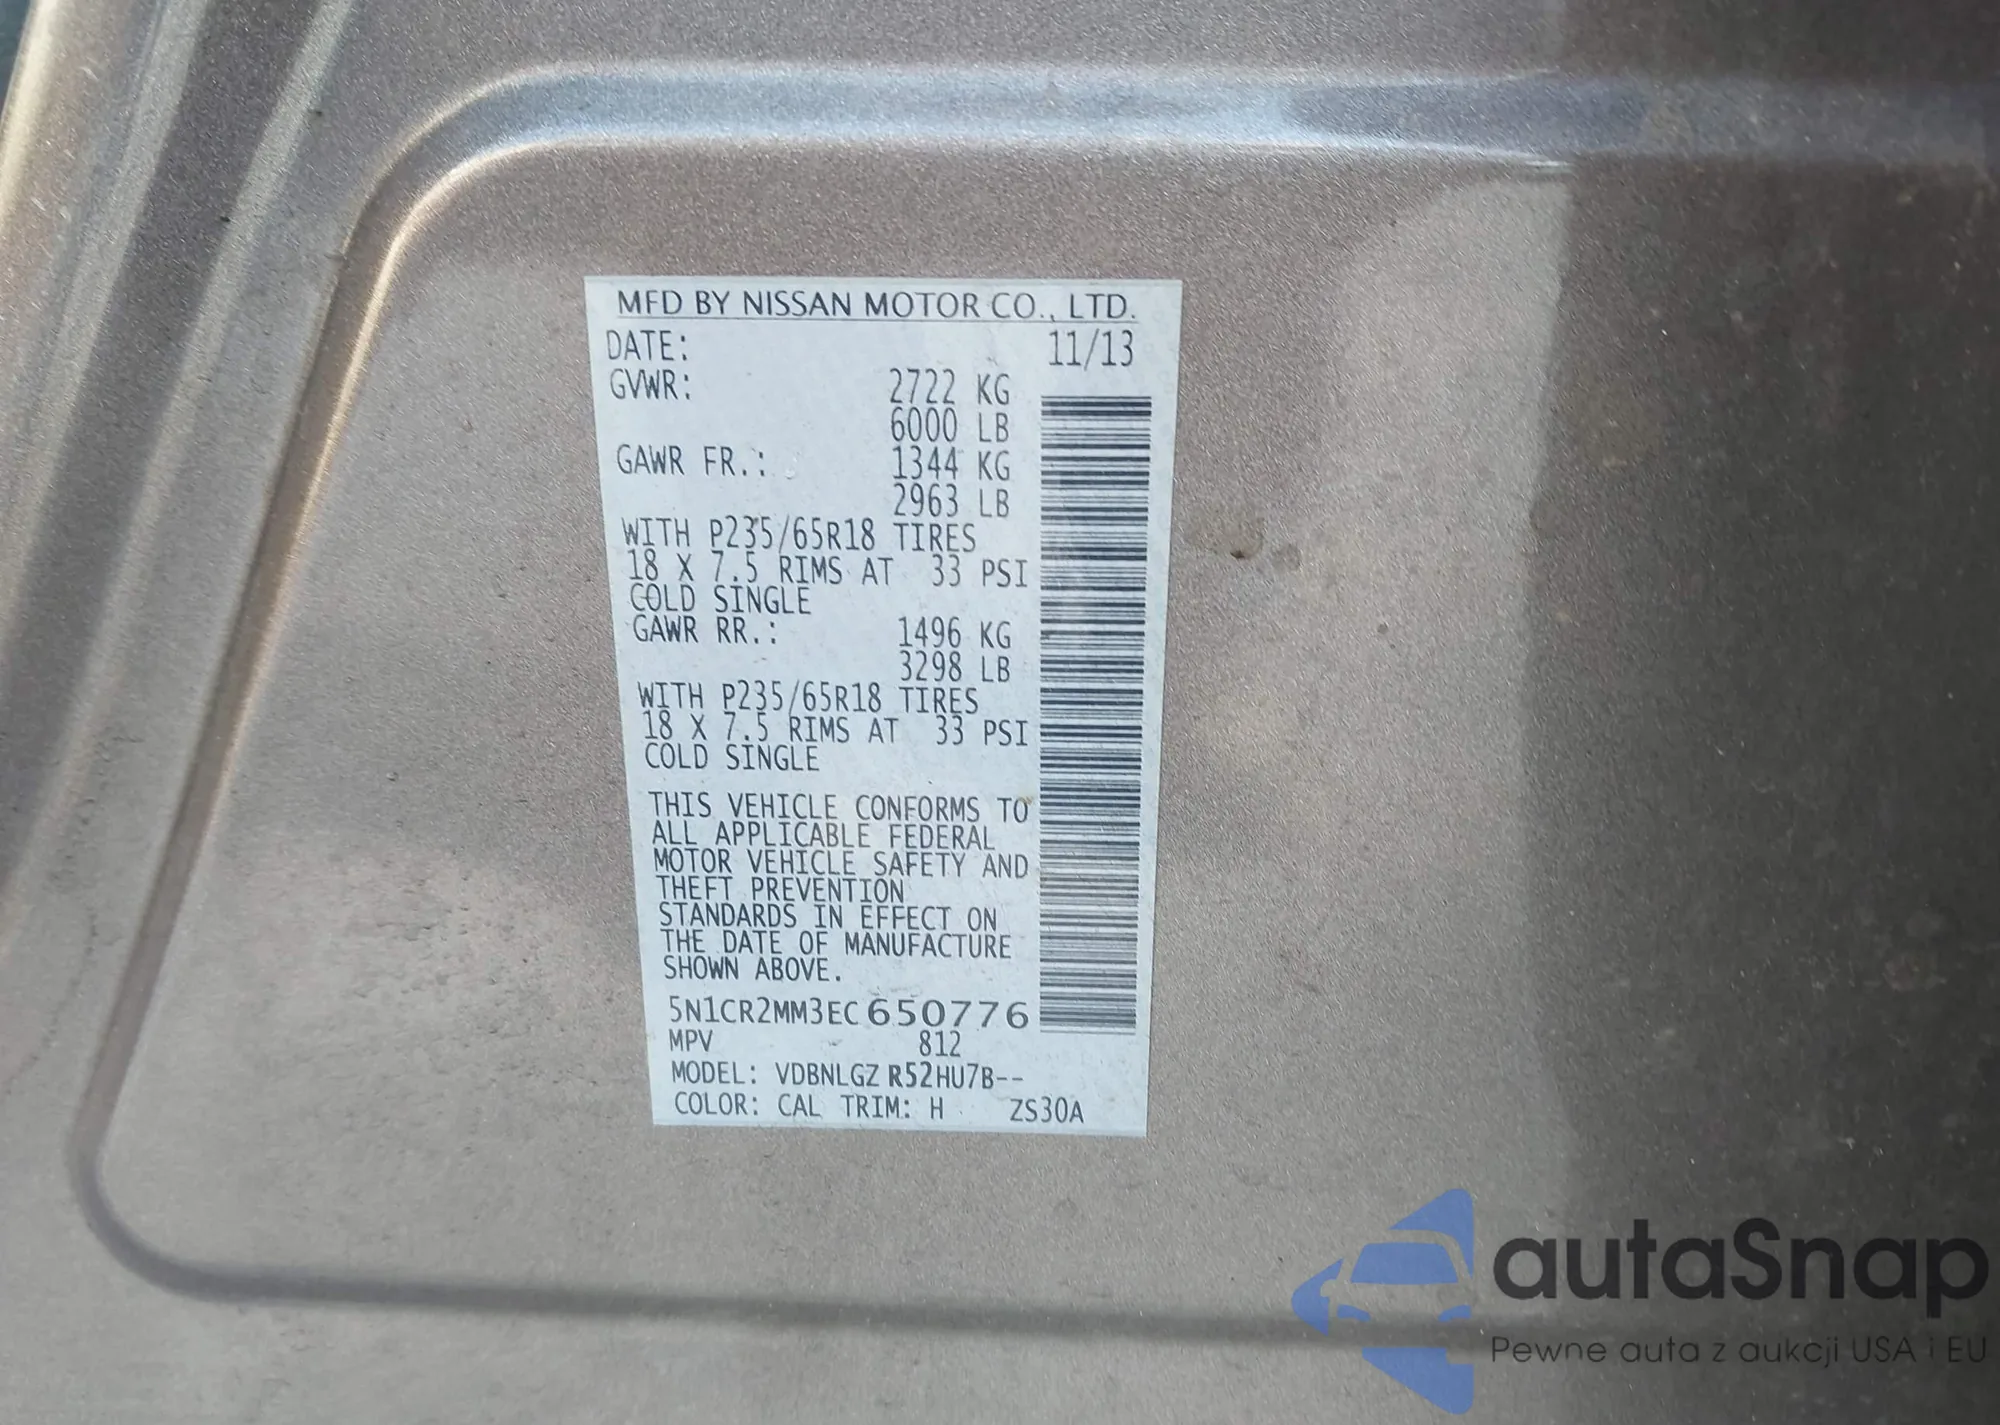 MFD BY NISSAN MOTOR CO., LTD.
DATE: 11/13
GVWR: 2722 KG
6000 LB
GAWR FR.: 1344 KG
2963 LB
WITH P235/65R18 TIRES
18 X 7.5 RIMS AT 33 PSI
COLD SINGLE
GAWR RR.: 1496 KG
3298 LB
WITH P235/65R18 TIRES
18 X 7.5 RIMS AT 33 PSI
COLD SINGLE
THIS VEHICLE CONFORMS TO
ALL APPLICABLE FEDERAL
MOTOR VEHICLE SAFETY AND
THEFT PREVENTION
STANDARDS IN EFFECT ON
THE DATE OF MANUFACTURE
SHOWN ABOVE.
5N1CR2MM3EC650776
MPV 812
MODEL: VDBNLGZ R52HU7B--
COLOR: CAL TRIM: H ZS30A
autaSnap
Pewne auta z aukcji USA i EU